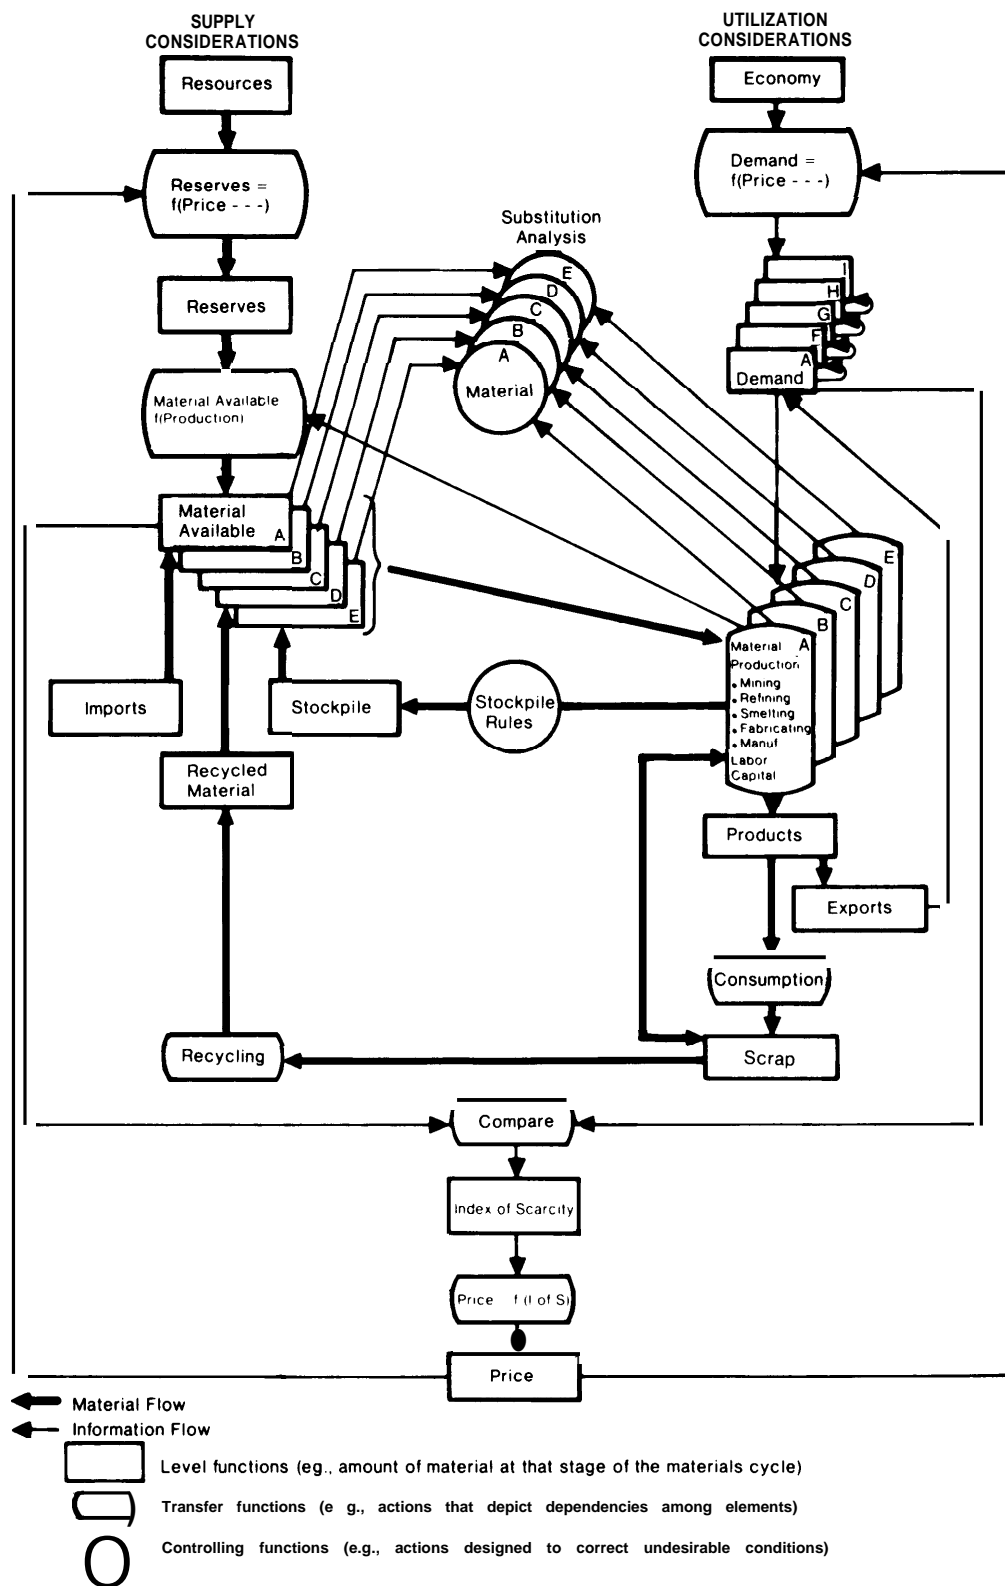 SUPPLY
CONSIDERATIONS
Resources
Reserves =
f(Price - - -)
Reserves
Material Available
f(Production)
Material
Available
A
B
C
D
E
Imports
Stockpile
Recycled
Material
Recycling
Substitution
Analysis
E
D
C
B
A
Material
Stockpile
Rules
UTILIZATION
CONSIDERATIONS
Economy
Demand =
f(Price - - -)
I
H
G
F
A
Demand
E
D
C
B
A
Material
Production
• Mining
• Refining
• Smelting
• Fabricating
• Manuf
Labor
Capital
Products
Exports
Consumption
Scrap
Compare
Index of Scarcity
Price f (I of S)
Price
Material Flow
Information Flow
Level functions (eg., amount of material at that stage of the materials cycle)
Transfer functions (e g., actions that depict dependencies among elements)
Controlling functions (e.g., actions designed to correct undesirable conditions)